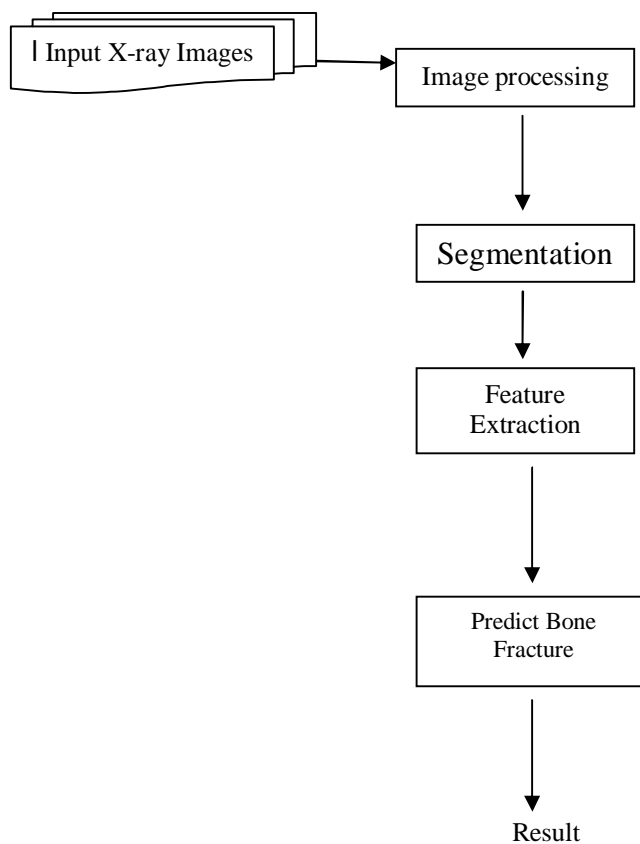 I Input X-ray Images
Image processing
Segmentation
Feature
Extraction
Predict Bone
Fracture
Result